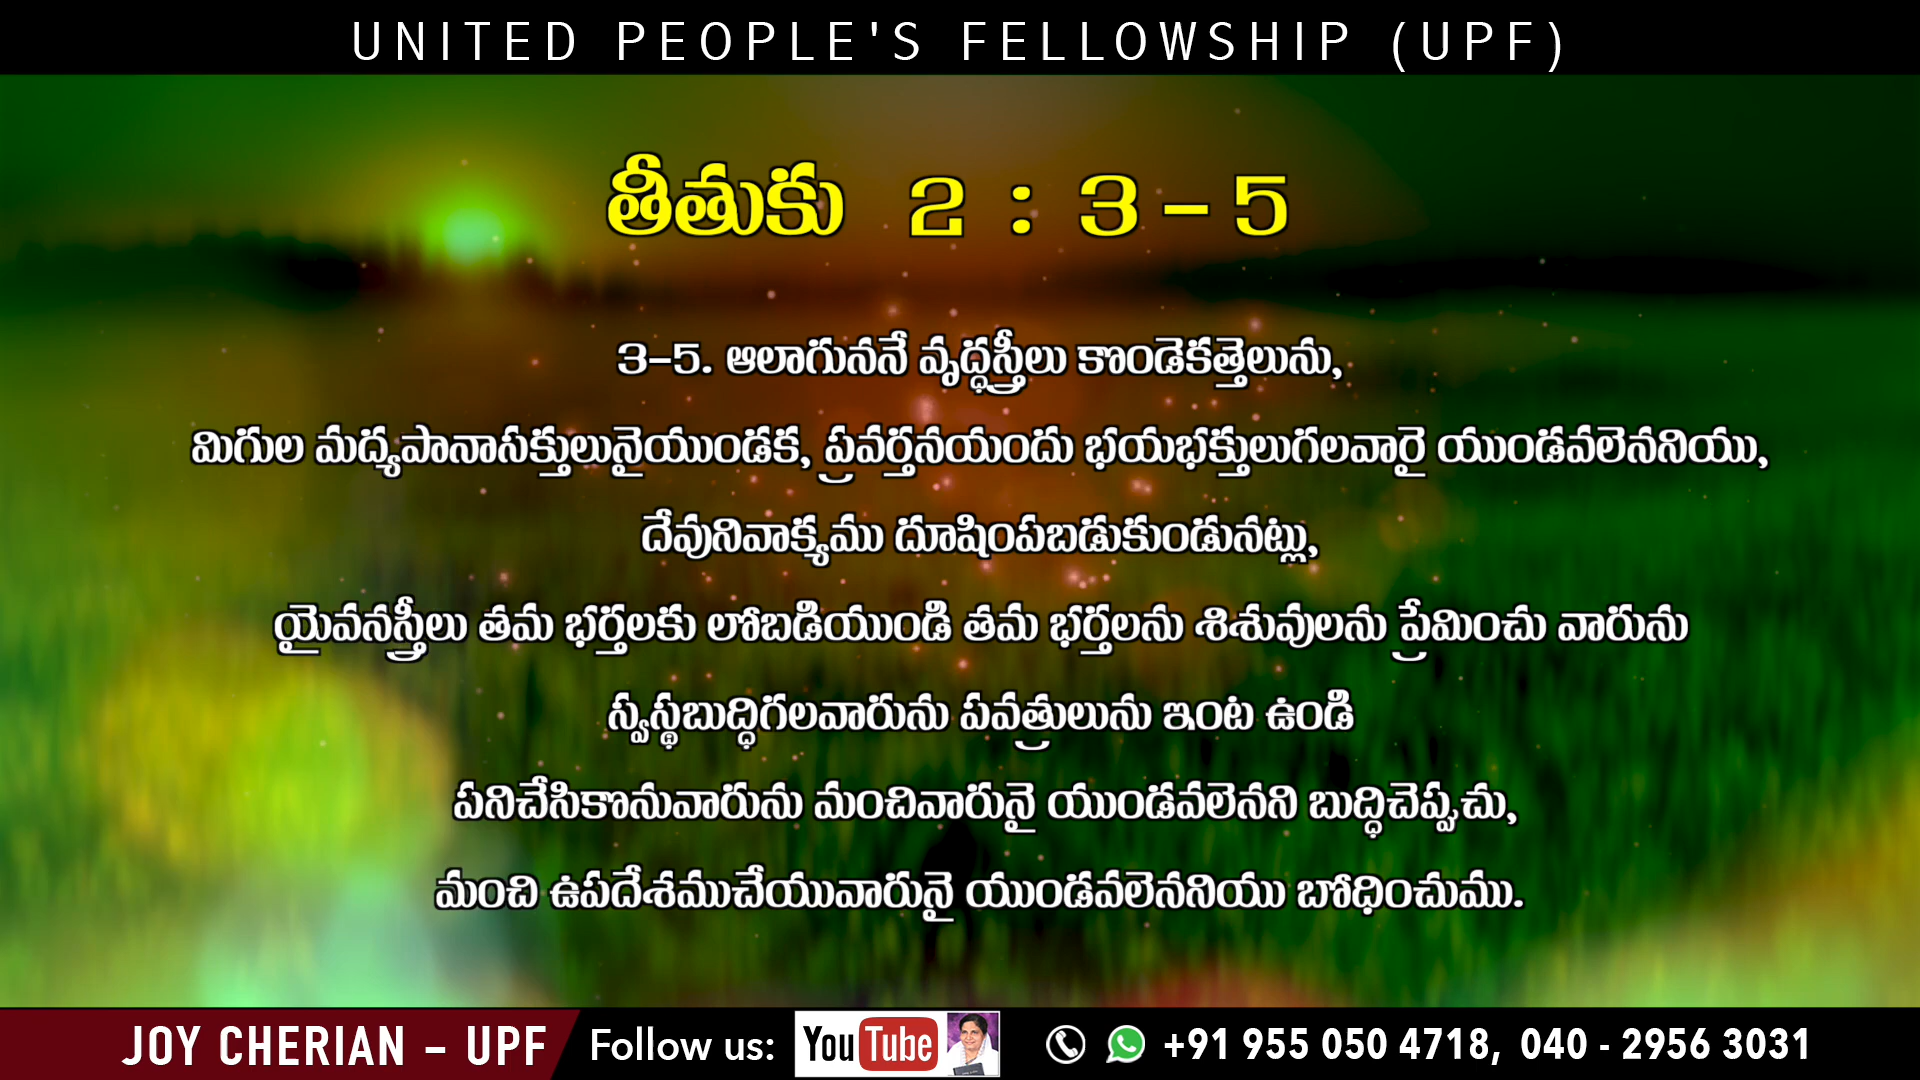 UNITED PEOPLE'S FELLOWSHIP (UPF)
తీతుకు 2 : 3-5
3-5. ఆలాగుననే వృద్ధస్త్రీలు కొండెకత్తెలును,
మిగుల మద్యపానాసక్తులునైయుండక, ప్రవర్తనయందు భయభక్తులుగలవారై యుండవలెననియు,
దేవునివాక్యము దూషింపబడుకుండునట్లు,
యైవనస్త్రీలు తమ భర్తలకు లోబడియుండి తమ భర్తలను శిశువులను ప్రేమించు వారును
స్వస్థబుద్ధిగలవారును పవత్రులును ఇంట ఉండి
పనిచేసికొనువారును మంచివారునై యుండవలెనని బుద్ధిచెప్పచు,
మంచి ఉపదేశముచేయువారునై యుండవలెననియు బోధించుము.
JOY CHERIAN – UPF Follow us: YouTube +91 955 050 4718, 040 - 2956 3031